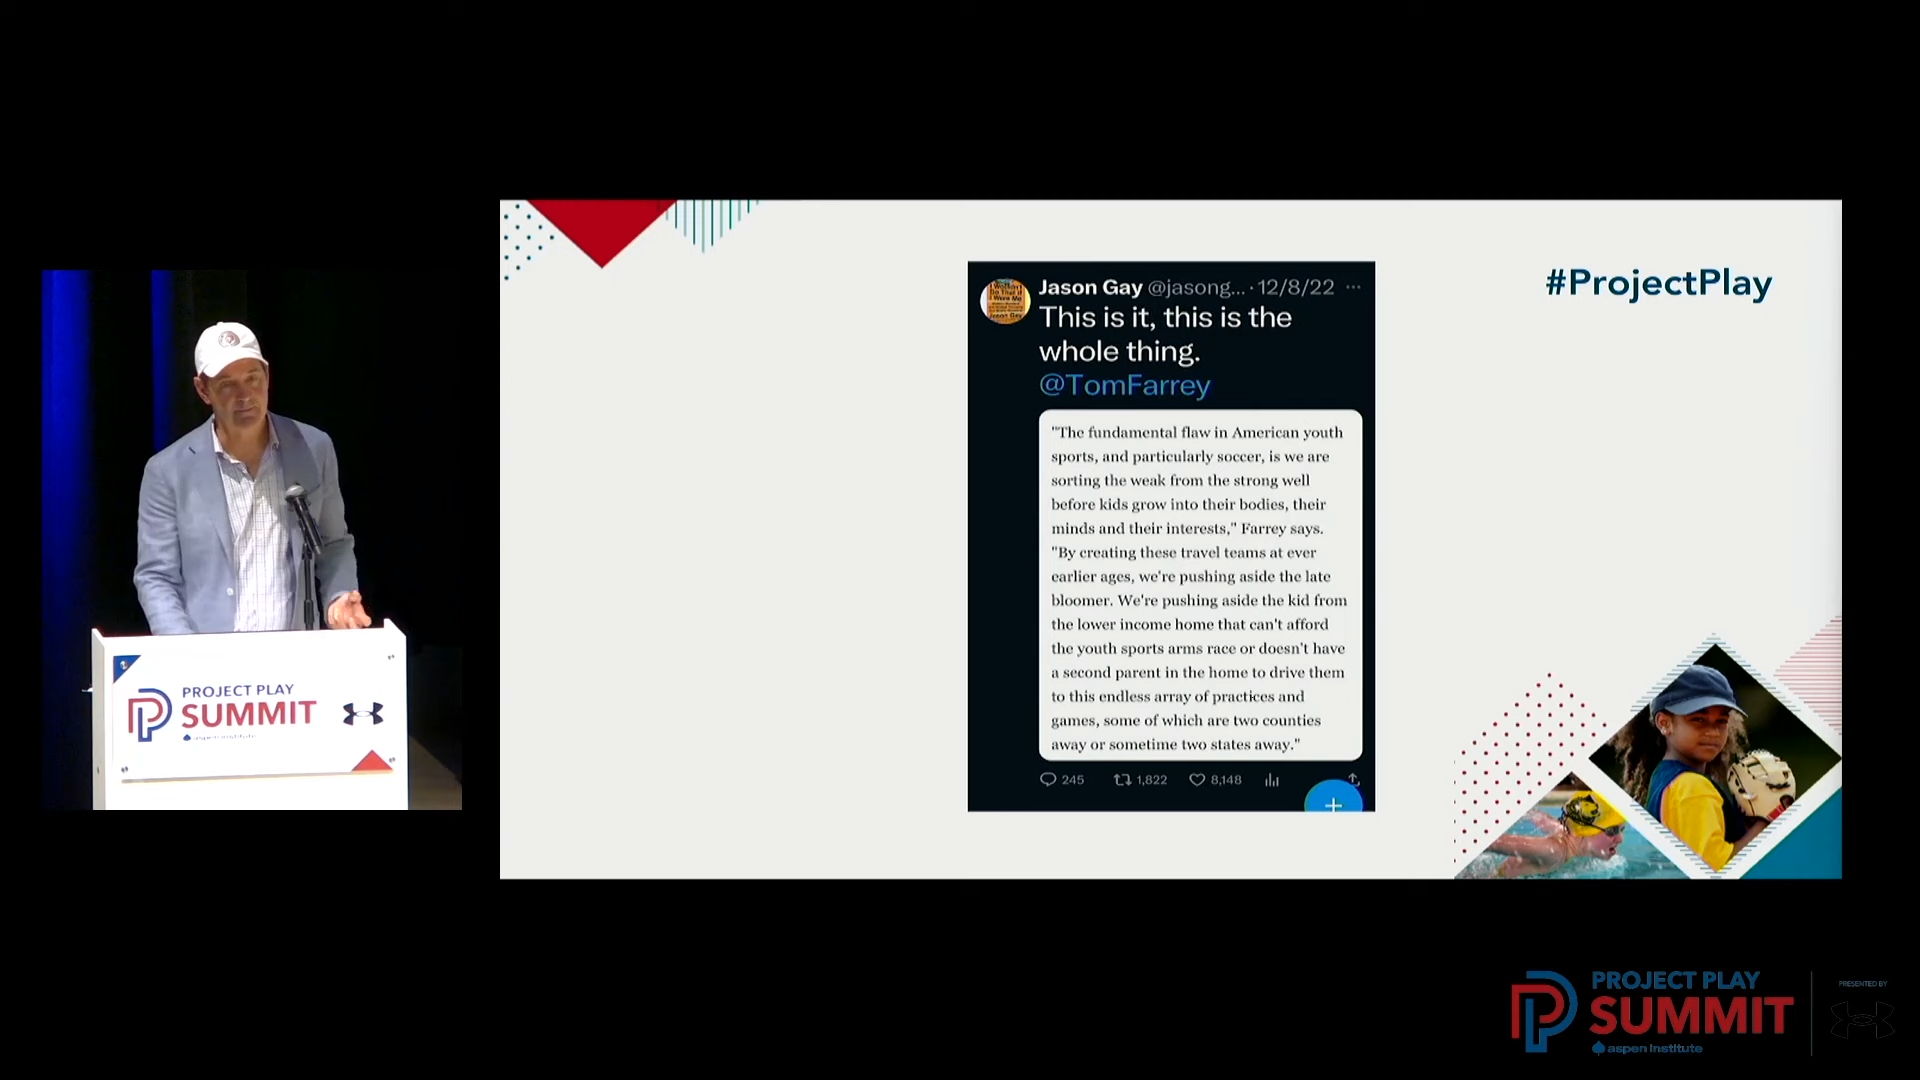 #ProjectPlay
Jason Gay @jasong... · 12/8/22 ...
This is it, this is the
whole thing.
@TomFarrey
"The fundamental flaw in American youth
sports, and particularly soccer, is we are
sorting the weak from the strong well
before kids grow into their bodies, their
minds and their interests," Farrey says.
"By creating these travel teams at ever
earlier ages, we're pushing aside the late
bloomer. We're pushing aside the kid from
the lower income home that can't afford
the youth sports arms race or doesn't have
a second parent in the home to drive them
to this endless array of practices and
games, some of which are two counties
away or sometime two states away."
245 1,822 8,148
PROJECT PLAY
SUMMIT
aspen institute
PROJECT PLAY
SUMMIT
aspen institute
PRESENTED BY